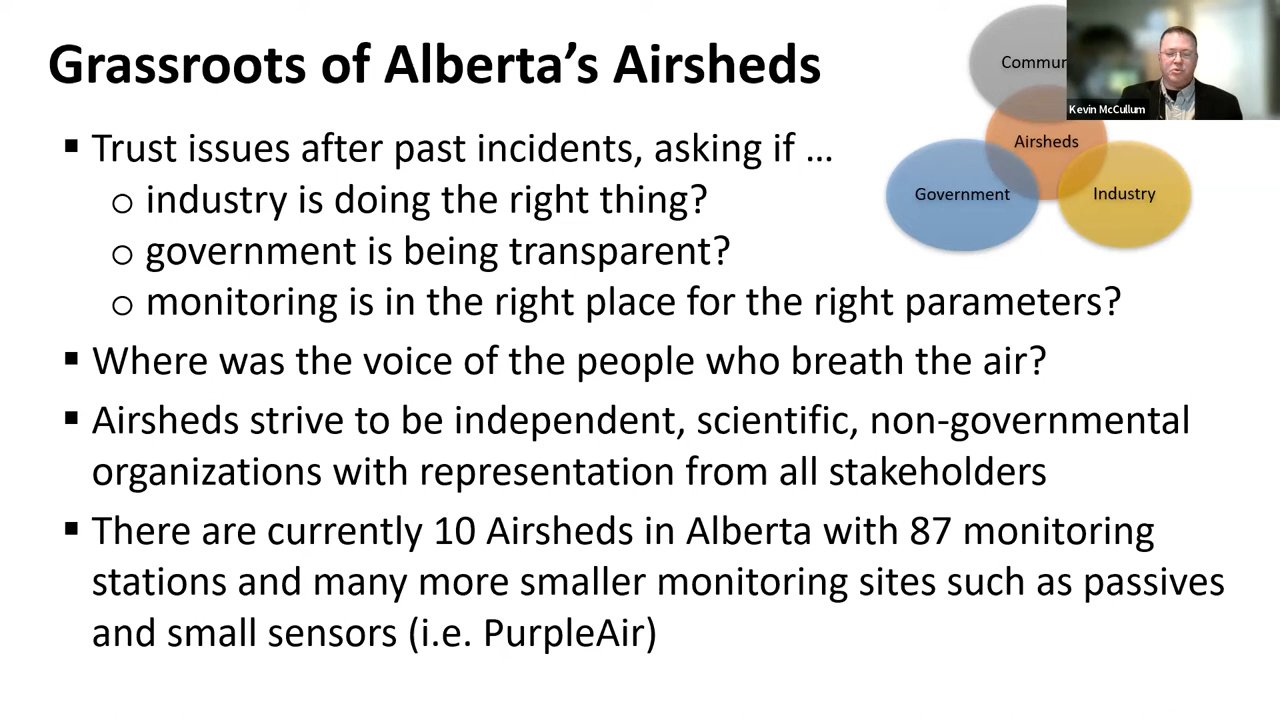 Grassroots of Alberta’s Airsheds
▪ Trust issues after past incidents, asking if …
o industry is doing the right thing?
o government is being transparent?
o monitoring is in the right place for the right parameters?
▪ Where was the voice of the people who breath the air?
▪ Airsheds strive to be independent, scientific, non-governmental
organizations with representation from all stakeholders
▪ There are currently 10 Airsheds in Alberta with 87 monitoring
stations and many more smaller monitoring sites such as passives
and small sensors (i.e. PurpleAir)
Kevin McCullum
Airsheds
Government
Industry